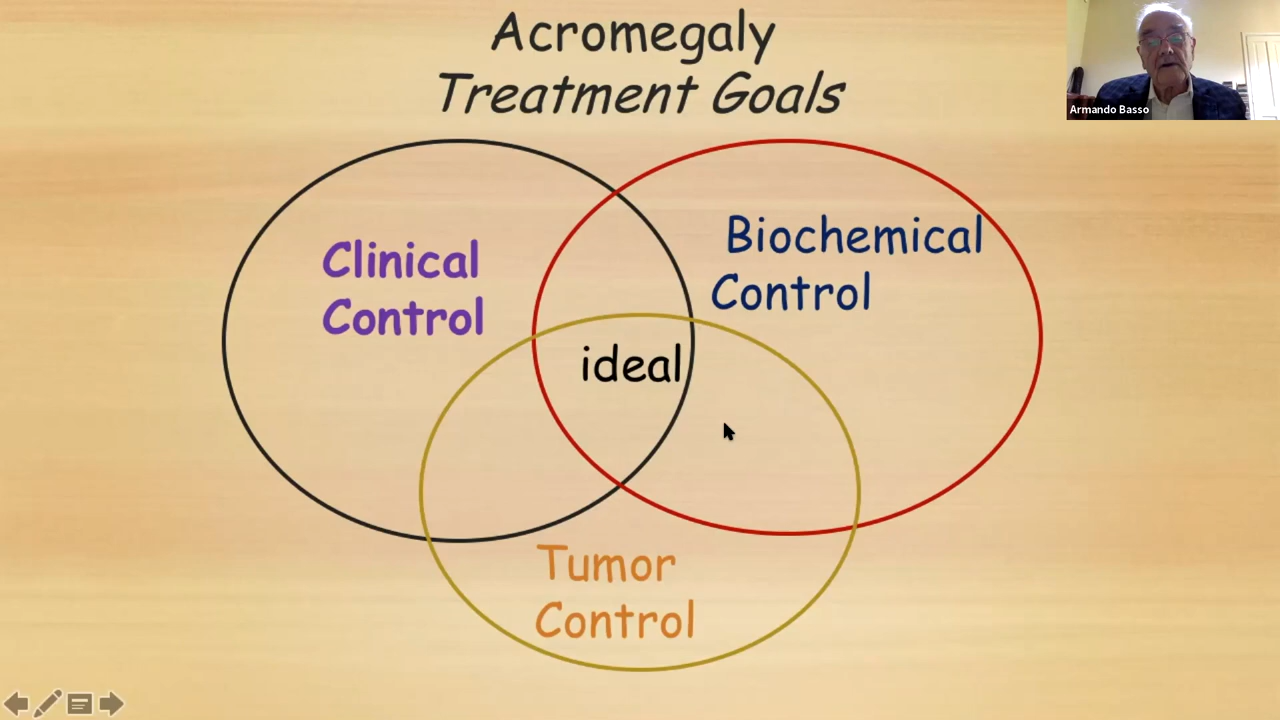 Acromegaly
Treatment Goals
Armando Basso
Clinical
Control
Biochemical
Control
ideal
Tumor
Control